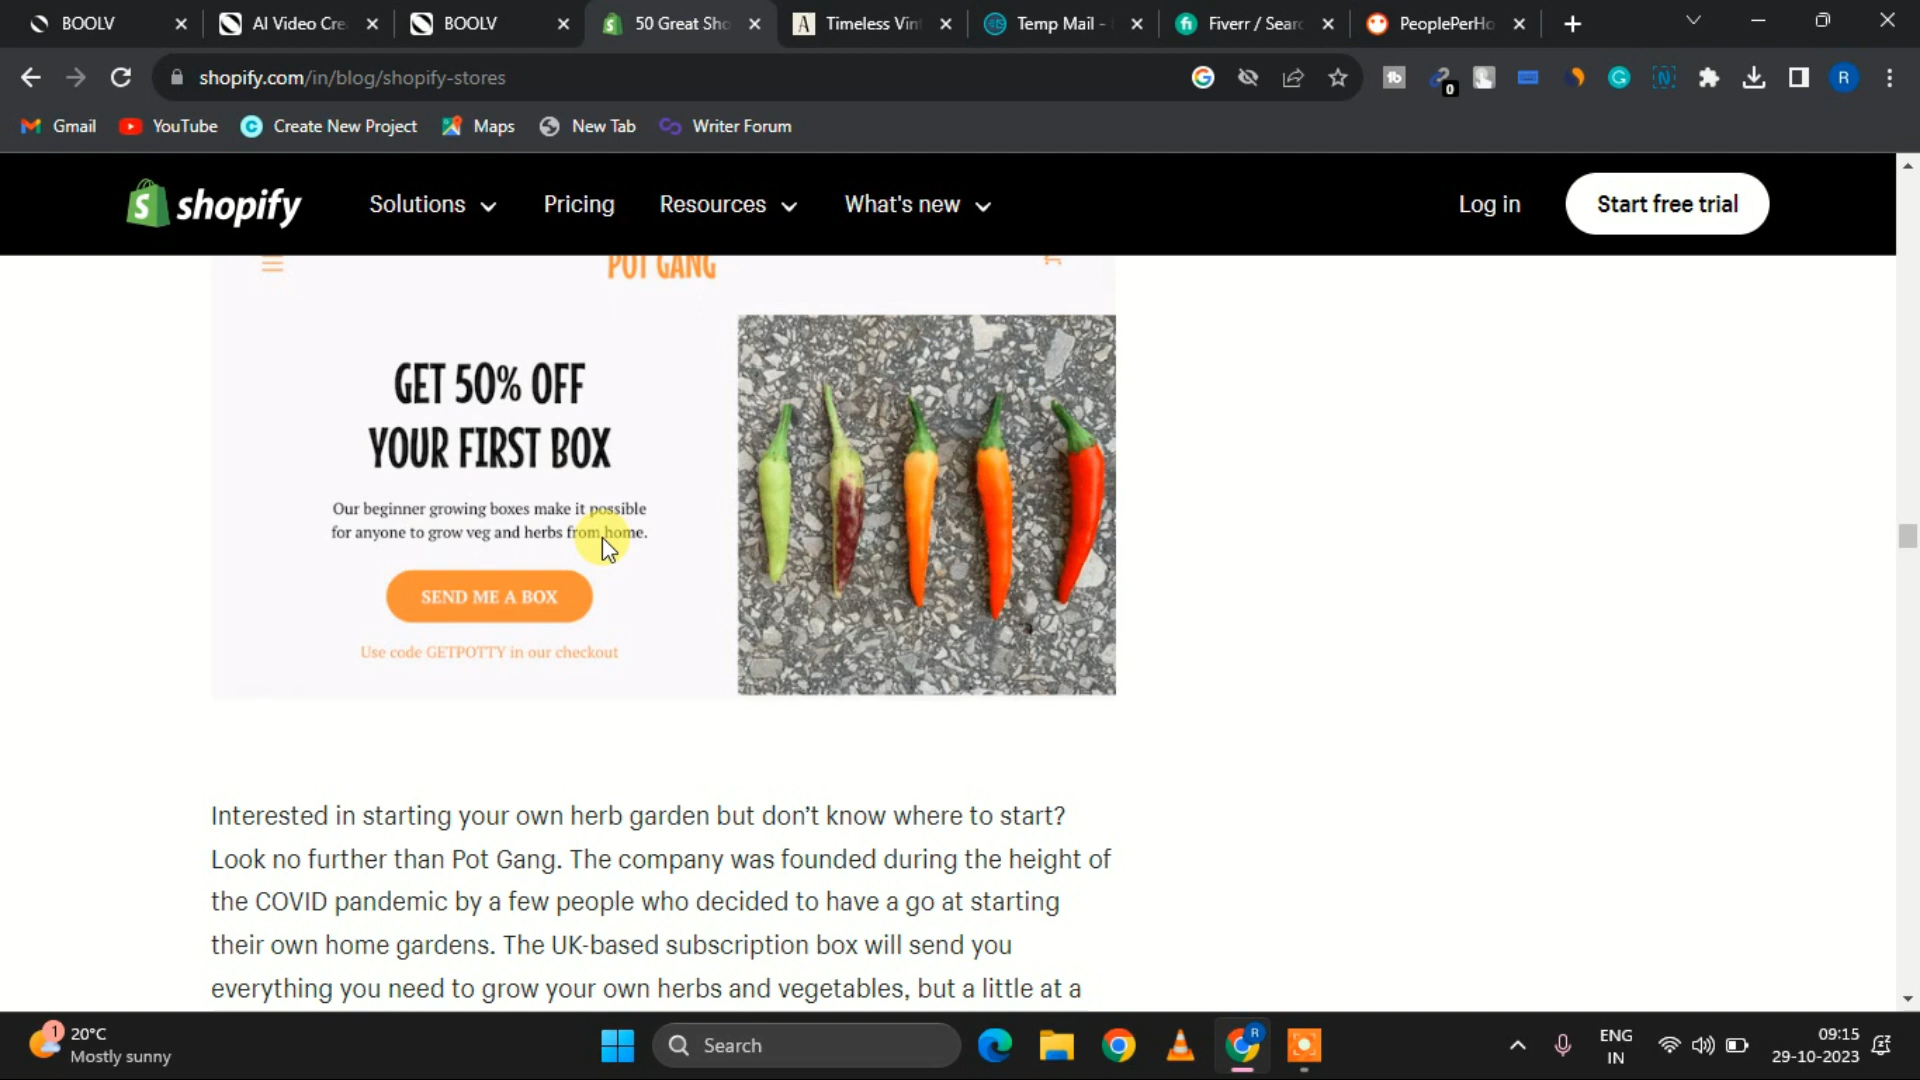 BOOLV
AI Video Cre
BOOLV
50 Great Sho
Timeless Vin
Temp Mail -
Fiverr / Searc
PeoplePerHo
shopify.com/in/blog/shopify-stores
0
R
Gmail
YouTube
Create New Project
Maps
New Tab
Writer Forum
shopify
Solutions
Pricing
Resources
What's new
Log in
Start free trial
POT GANG
GET 50% OFF
YOUR FIRST BOX
Our beginner growing boxes make it possible
for anyone to grow veg and herbs from home.
SEND ME A BOX
Use code GETPOTTY in our checkout
Interested in starting your own herb garden but don’t know where to start?
Look no further than Pot Gang. The company was founded during the height of
the COVID pandemic by a few people who decided to have a go at starting
their own home gardens. The UK-based subscription box will send you
everything you need to grow your own herbs and vegetables, but a little at a
1
20°C
Mostly sunny
Search
R
ENG
IN
09:15
29-10-2023